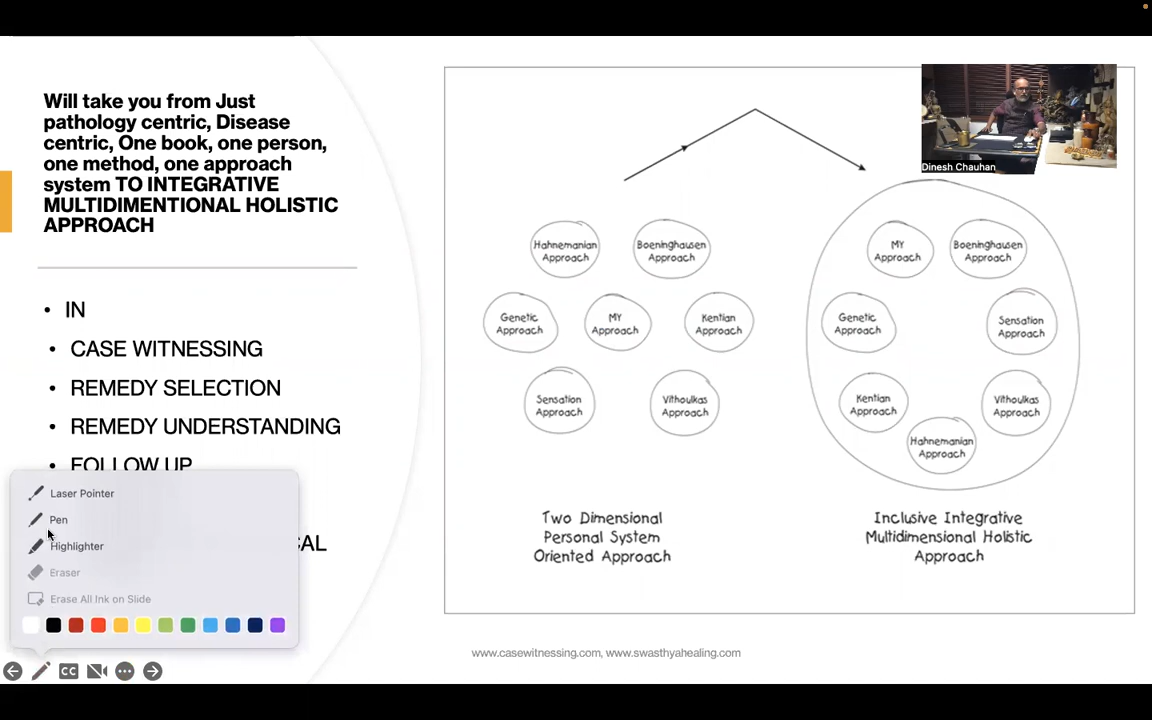 Will take you from Just
pathology centric, Disease
centric, One book, one person,
one method, one approach
system TO INTEGRATIVE
MULTIDIMENTIONAL HOLISTIC
APPROACH
• IN
• CASE WITNESSING
• REMEDY SELECTION
• REMEDY UNDERSTANDING
• FOLLOW UP
CAL
Laser Pointer
Pen
Highlighter
Eraser
Erase All Ink on Slide
CC
Dinesh Chauhan
Hahnemanian
Approach
Boeninghausen
Approach
Genetic
Approach
MY
Approach
Kentian
Approach
Sensation
Approach
Vithoulkas
Approach
Two Dimensional
Personal System
Oriented Approach
MY
Approach
Boeninghausen
Approach
Genetic
Approach
Sensation
Approach
Kentian
Approach
Vithoulkas
Approach
Hahnemanian
Approach
Inclusive Integrative
Multidimensional Holistic
Approach
www.casewitnessing.com, www.swasthyahealing.com